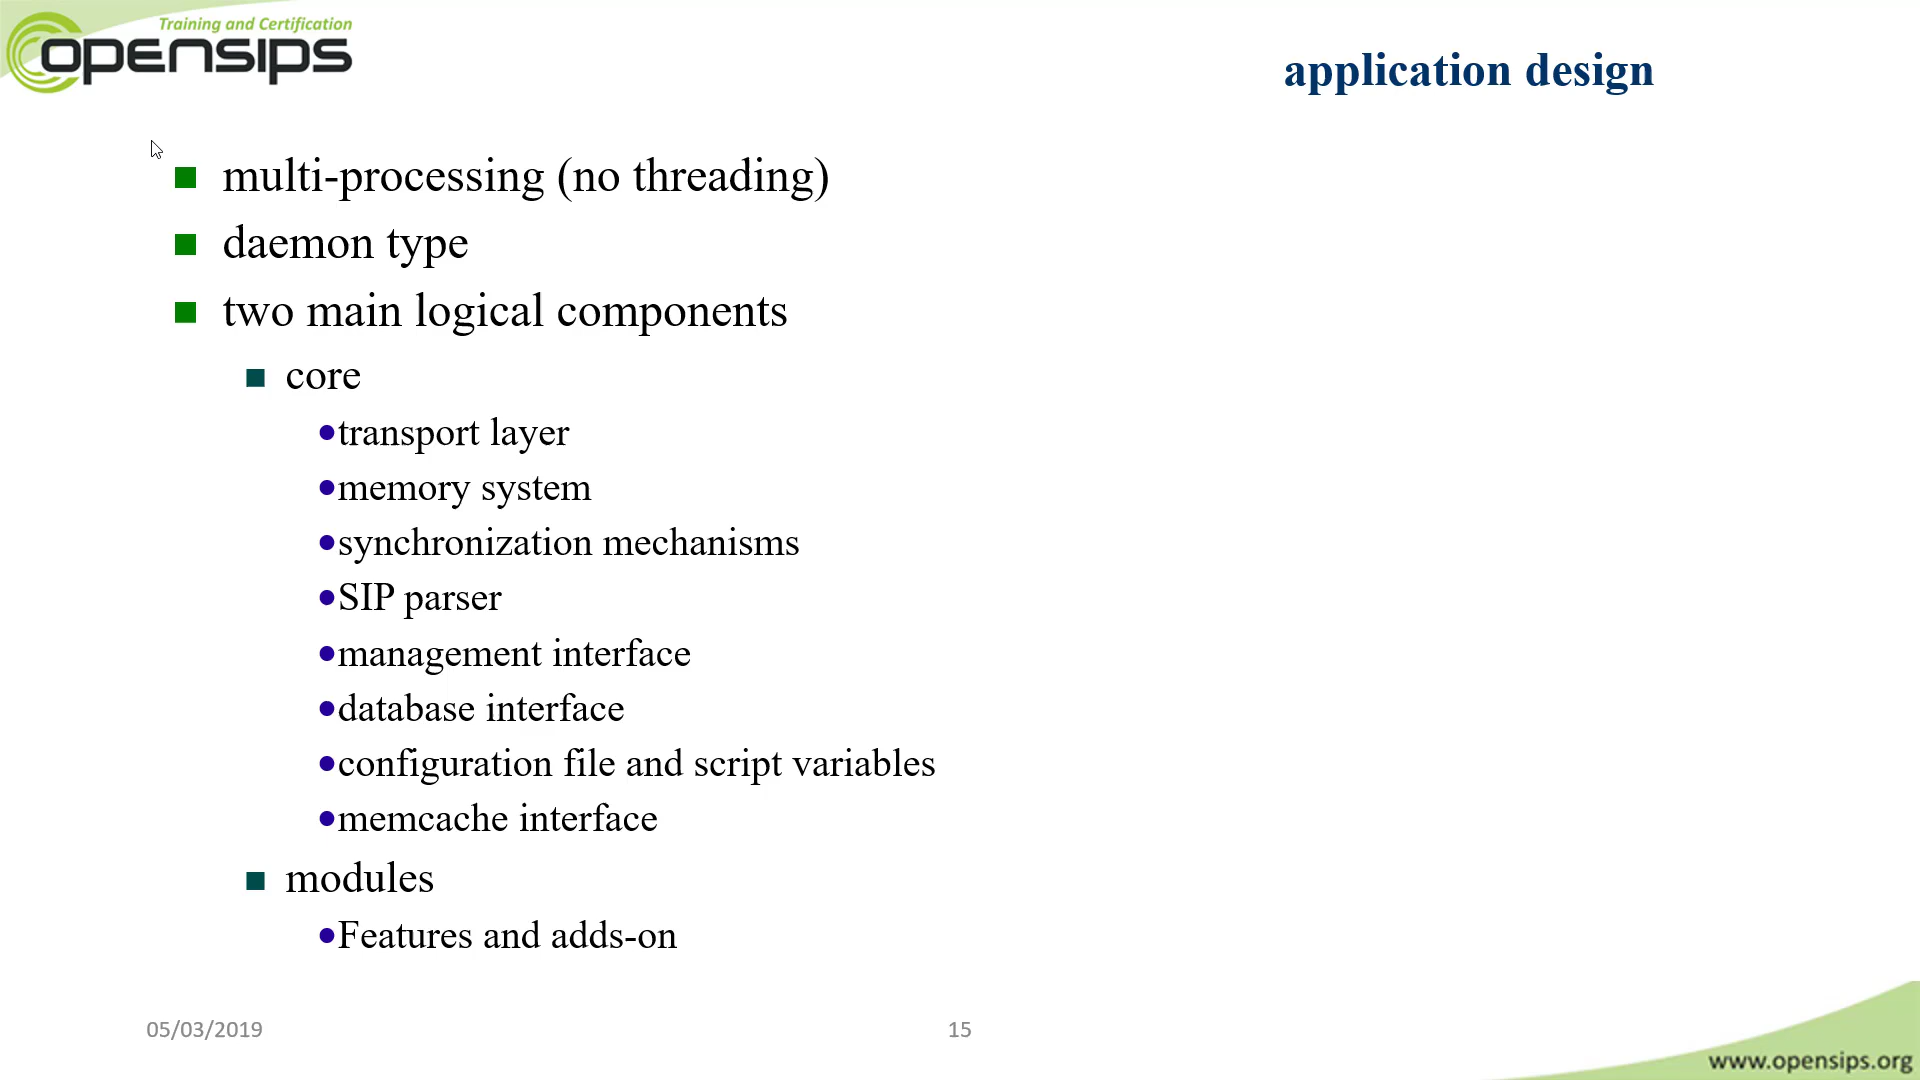 Training and Certification
opensips
application design
multi-processing (no threading)
daemon type
two main logical components
core
transport layer
memory system
synchronization mechanisms
SIP parser
management interface
database interface
configuration file and script variables
memcache interface
modules
Features and adds-on
05/03/2019
15
www.opensips.org